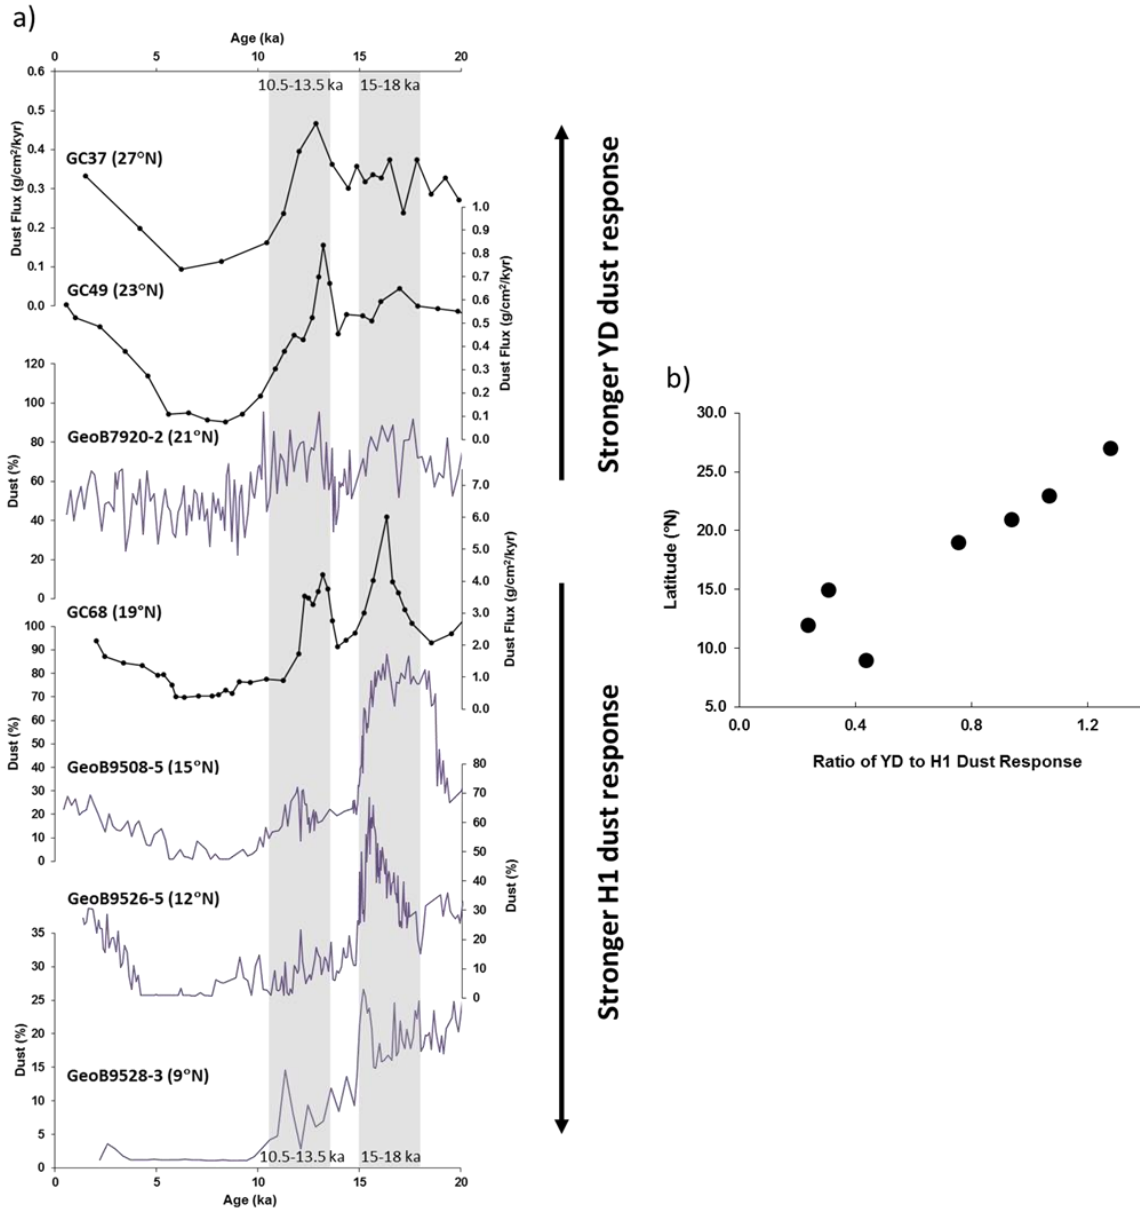 a)
Age (ka)
0 5 10 15 20
10.5-13.5 ka 15-18 ka
0.6
0.5
0.4
0.3
0.2
0.1
0.0
Dust Flux (g/cm²/kyr)
GC37 (27°N)
1.0
0.9
0.8
0.7
0.6
0.5
0.4
0.3
0.2
0.1
0.0
Dust Flux (g/cm²/kyr)
GC49 (23°N)
120
100
80
60
40
20
0
Dust (%)
GeoB7920-2 (21°N)
7.0
6.0
5.0
4.0
3.0
2.0
1.0
0.0
Dust Flux (g/cm²/kyr)
GC68 (19°N)
100
90
80
70
60
50
40
30
20
10
0
Dust (%)
GeoB9508-5 (15°N)
80
70
60
50
40
30
20
10
0
Dust (%)
GeoB9526-5 (12°N)
35
30
25
20
15
10
5
0
Dust (%)
GeoB9528-3 (9°N)
10.5-13.5 ka 15-18 ka
0 5 10 15 20
Age (ka)
Stronger YD dust response
Stronger H1 dust response
b)
30.0
25.0
20.0
15.0
10.0
5.0
Latitude (°N)
0.0 0.4 0.8 1.2
Ratio of YD to H1 Dust Response